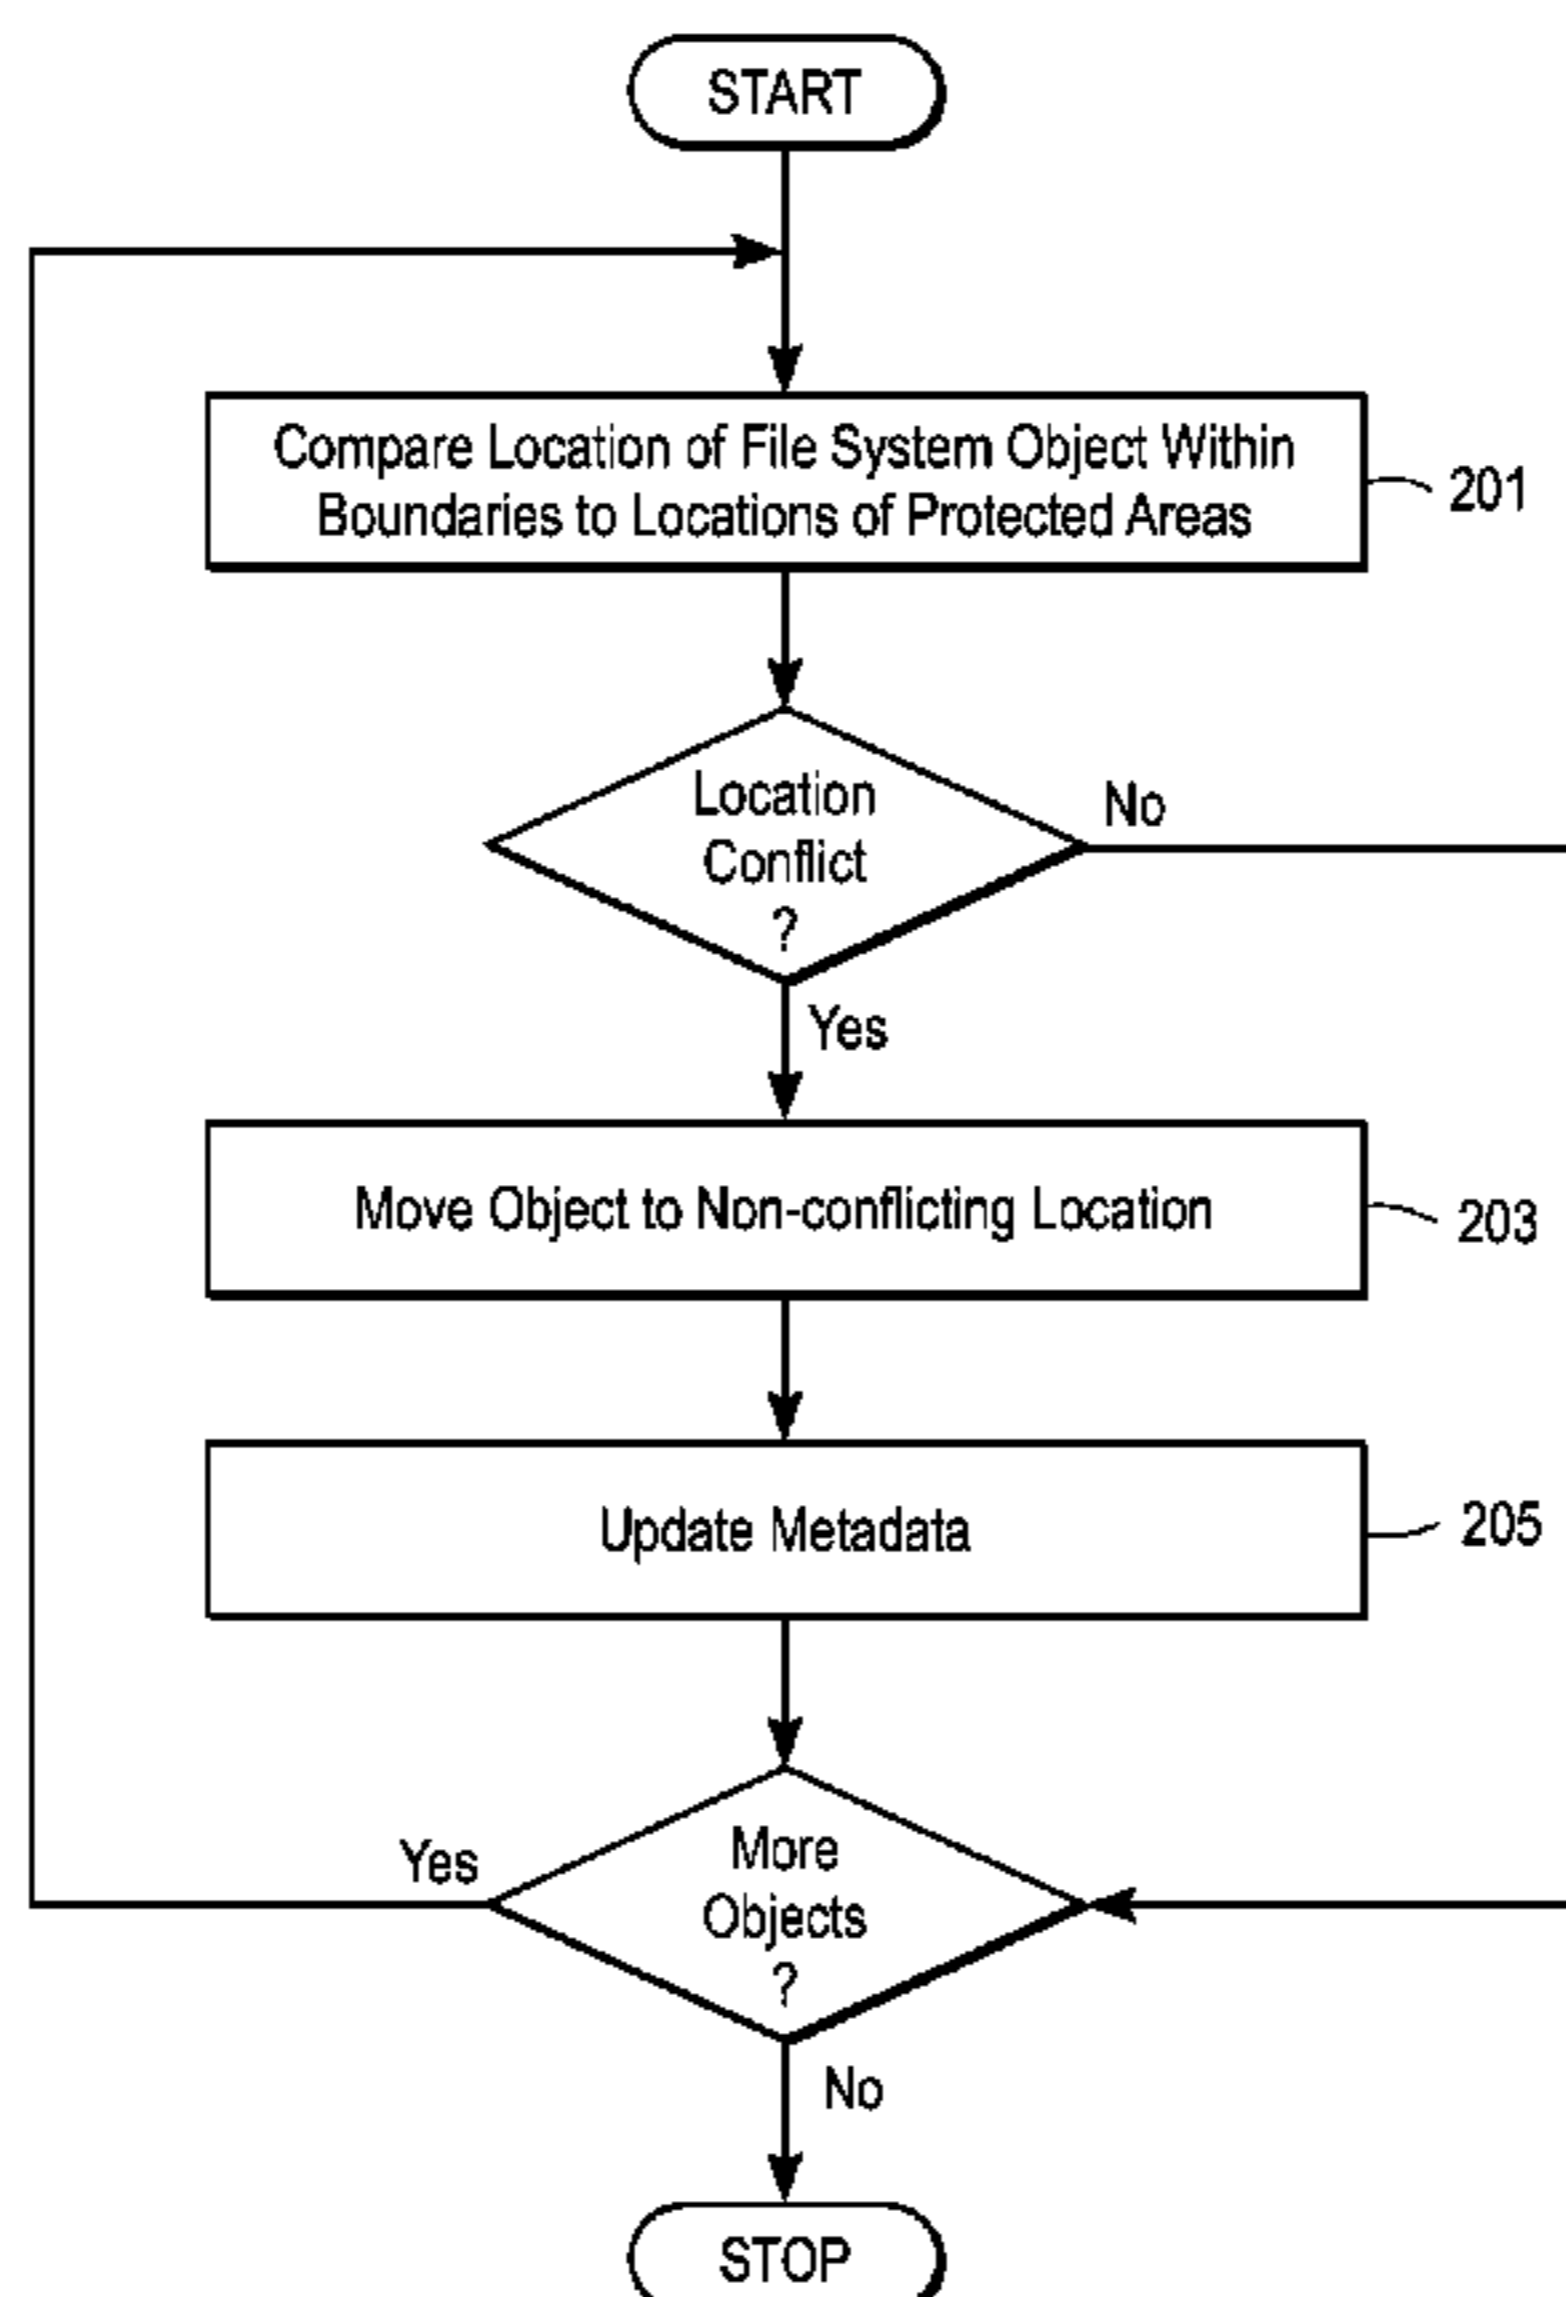 START
Compare Location of File System Object Within
Boundaries to Locations of Protected Areas
201
Location
Conflict
?
No
Yes
Move Object to Non-conflicting Location
203
Update Metadata
205
More
Objects
?
Yes
No
STOP